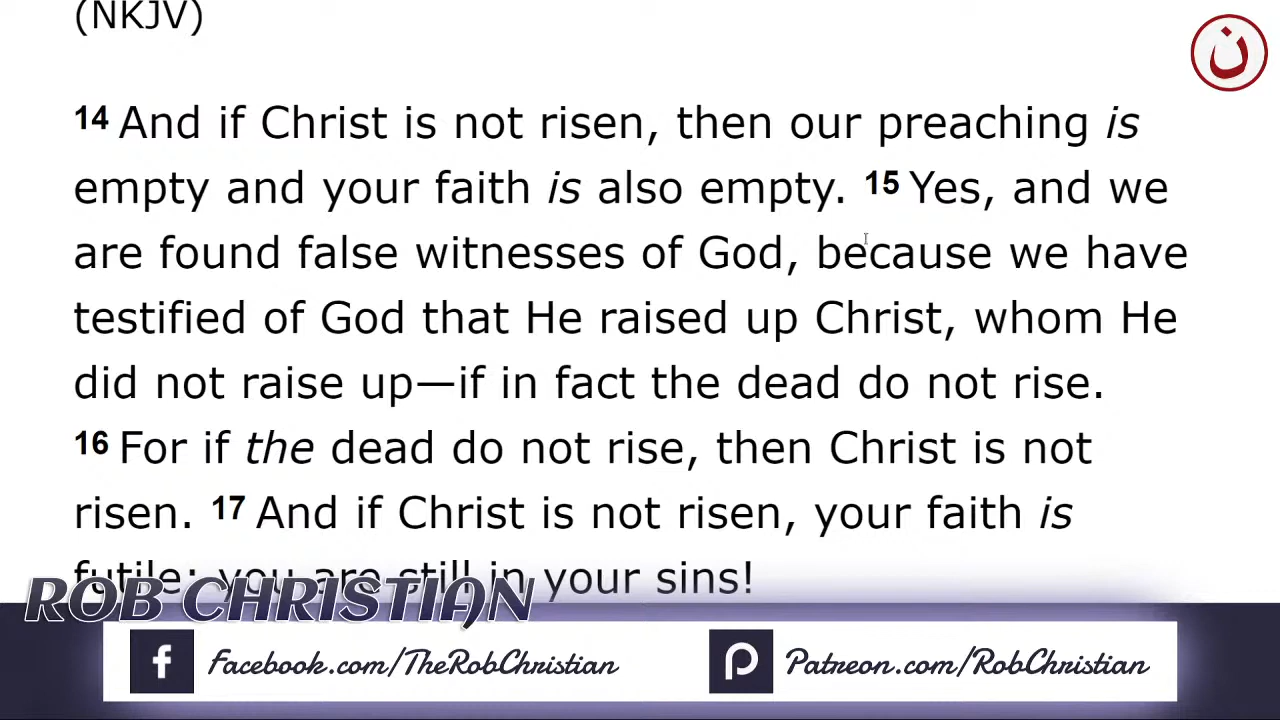 (NKJV)
ن
14 And if Christ is not risen, then our preaching is
empty and your faith is also empty. 15 Yes, and we
are found false witnesses of God, because we have
testified of God that He raised up Christ, whom He
did not raise up—if in fact the dead do not rise.
16 For if the dead do not rise, then Christ is not
risen. 17 And if Christ is not risen, your faith is
futile; you are still in your sins!
ROB CHRISTIAN
Facebook.com/TheRobChristian
Patreon.com/RobChristian